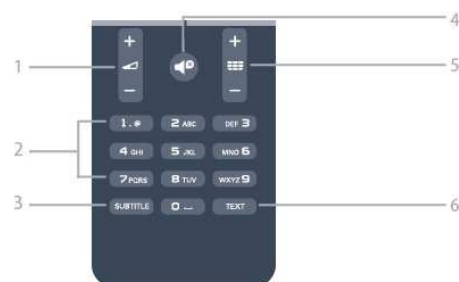 4
+ +
1 5
- -
2 1.@ 2 ABC DEF 3
4 GHI 5 JKL MNO 6
7 PQRS 8 TUV WXYZ 9
3 SUBTITLE 0 TEXT 6